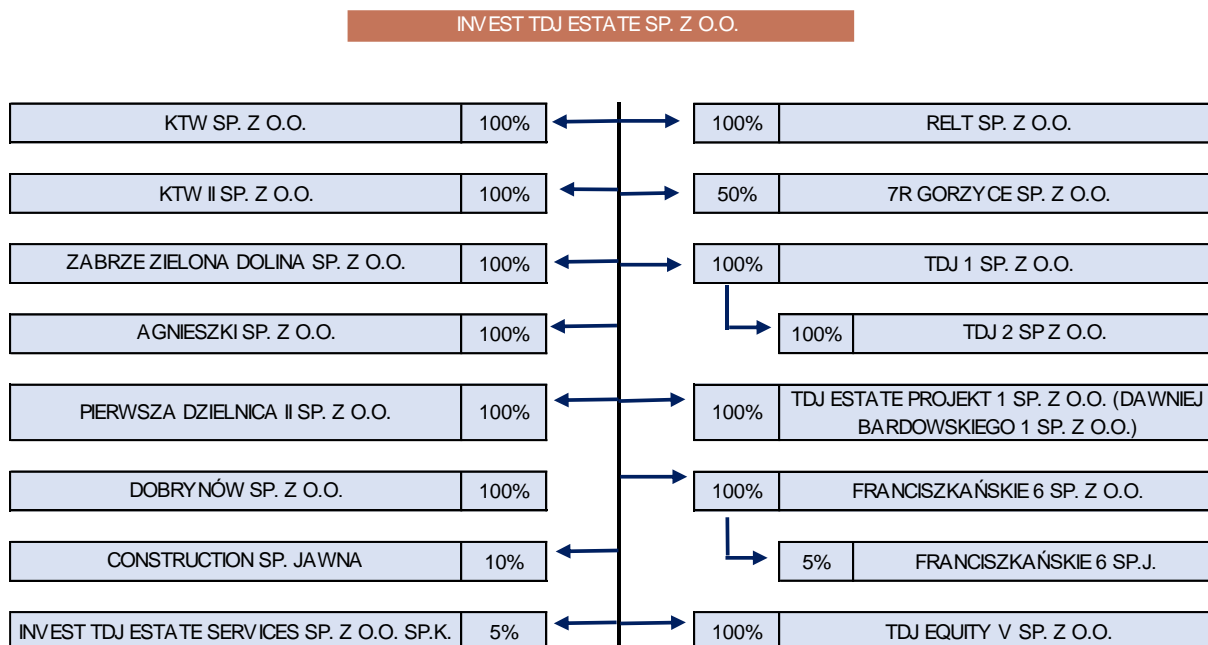 INVEST TDJ ESTATE SP. Z O.O.
KTW SP. Z O.O. 100% 100% RELT SP. Z O.O.
KTW II SP. Z O.O. 100% 50% 7R GORZYCE SP. Z O.O.
ZABRZE ZIELONA DOLINA SP. Z O.O. 100% 100% TDJ 1 SP. Z O.O.
AGNIESZKI SP. Z O.O. 100% 100% TDJ 2 SP Z O.O.
PIERWSZA DZIELNICA II SP. Z O.O. 100% 100% TDJ ESTATE PROJEKT 1 SP. Z O.O. (DAWNIEJ
BARDOWSKIEGO 1 SP. Z O.O.)
DOBRYNÓW SP. Z O.O. 100% 100% FRANCISZKAŃSKIE 6 SP. Z O.O.
CONSTRUCTION SP. JAWNA 10% 5% FRANCISZKAŃSKIE 6 SP.J.
INVEST TDJ ESTATE SERVICES SP. Z O.O. SP.K. 5% 100% TDJ EQUITY V SP. Z O.O.